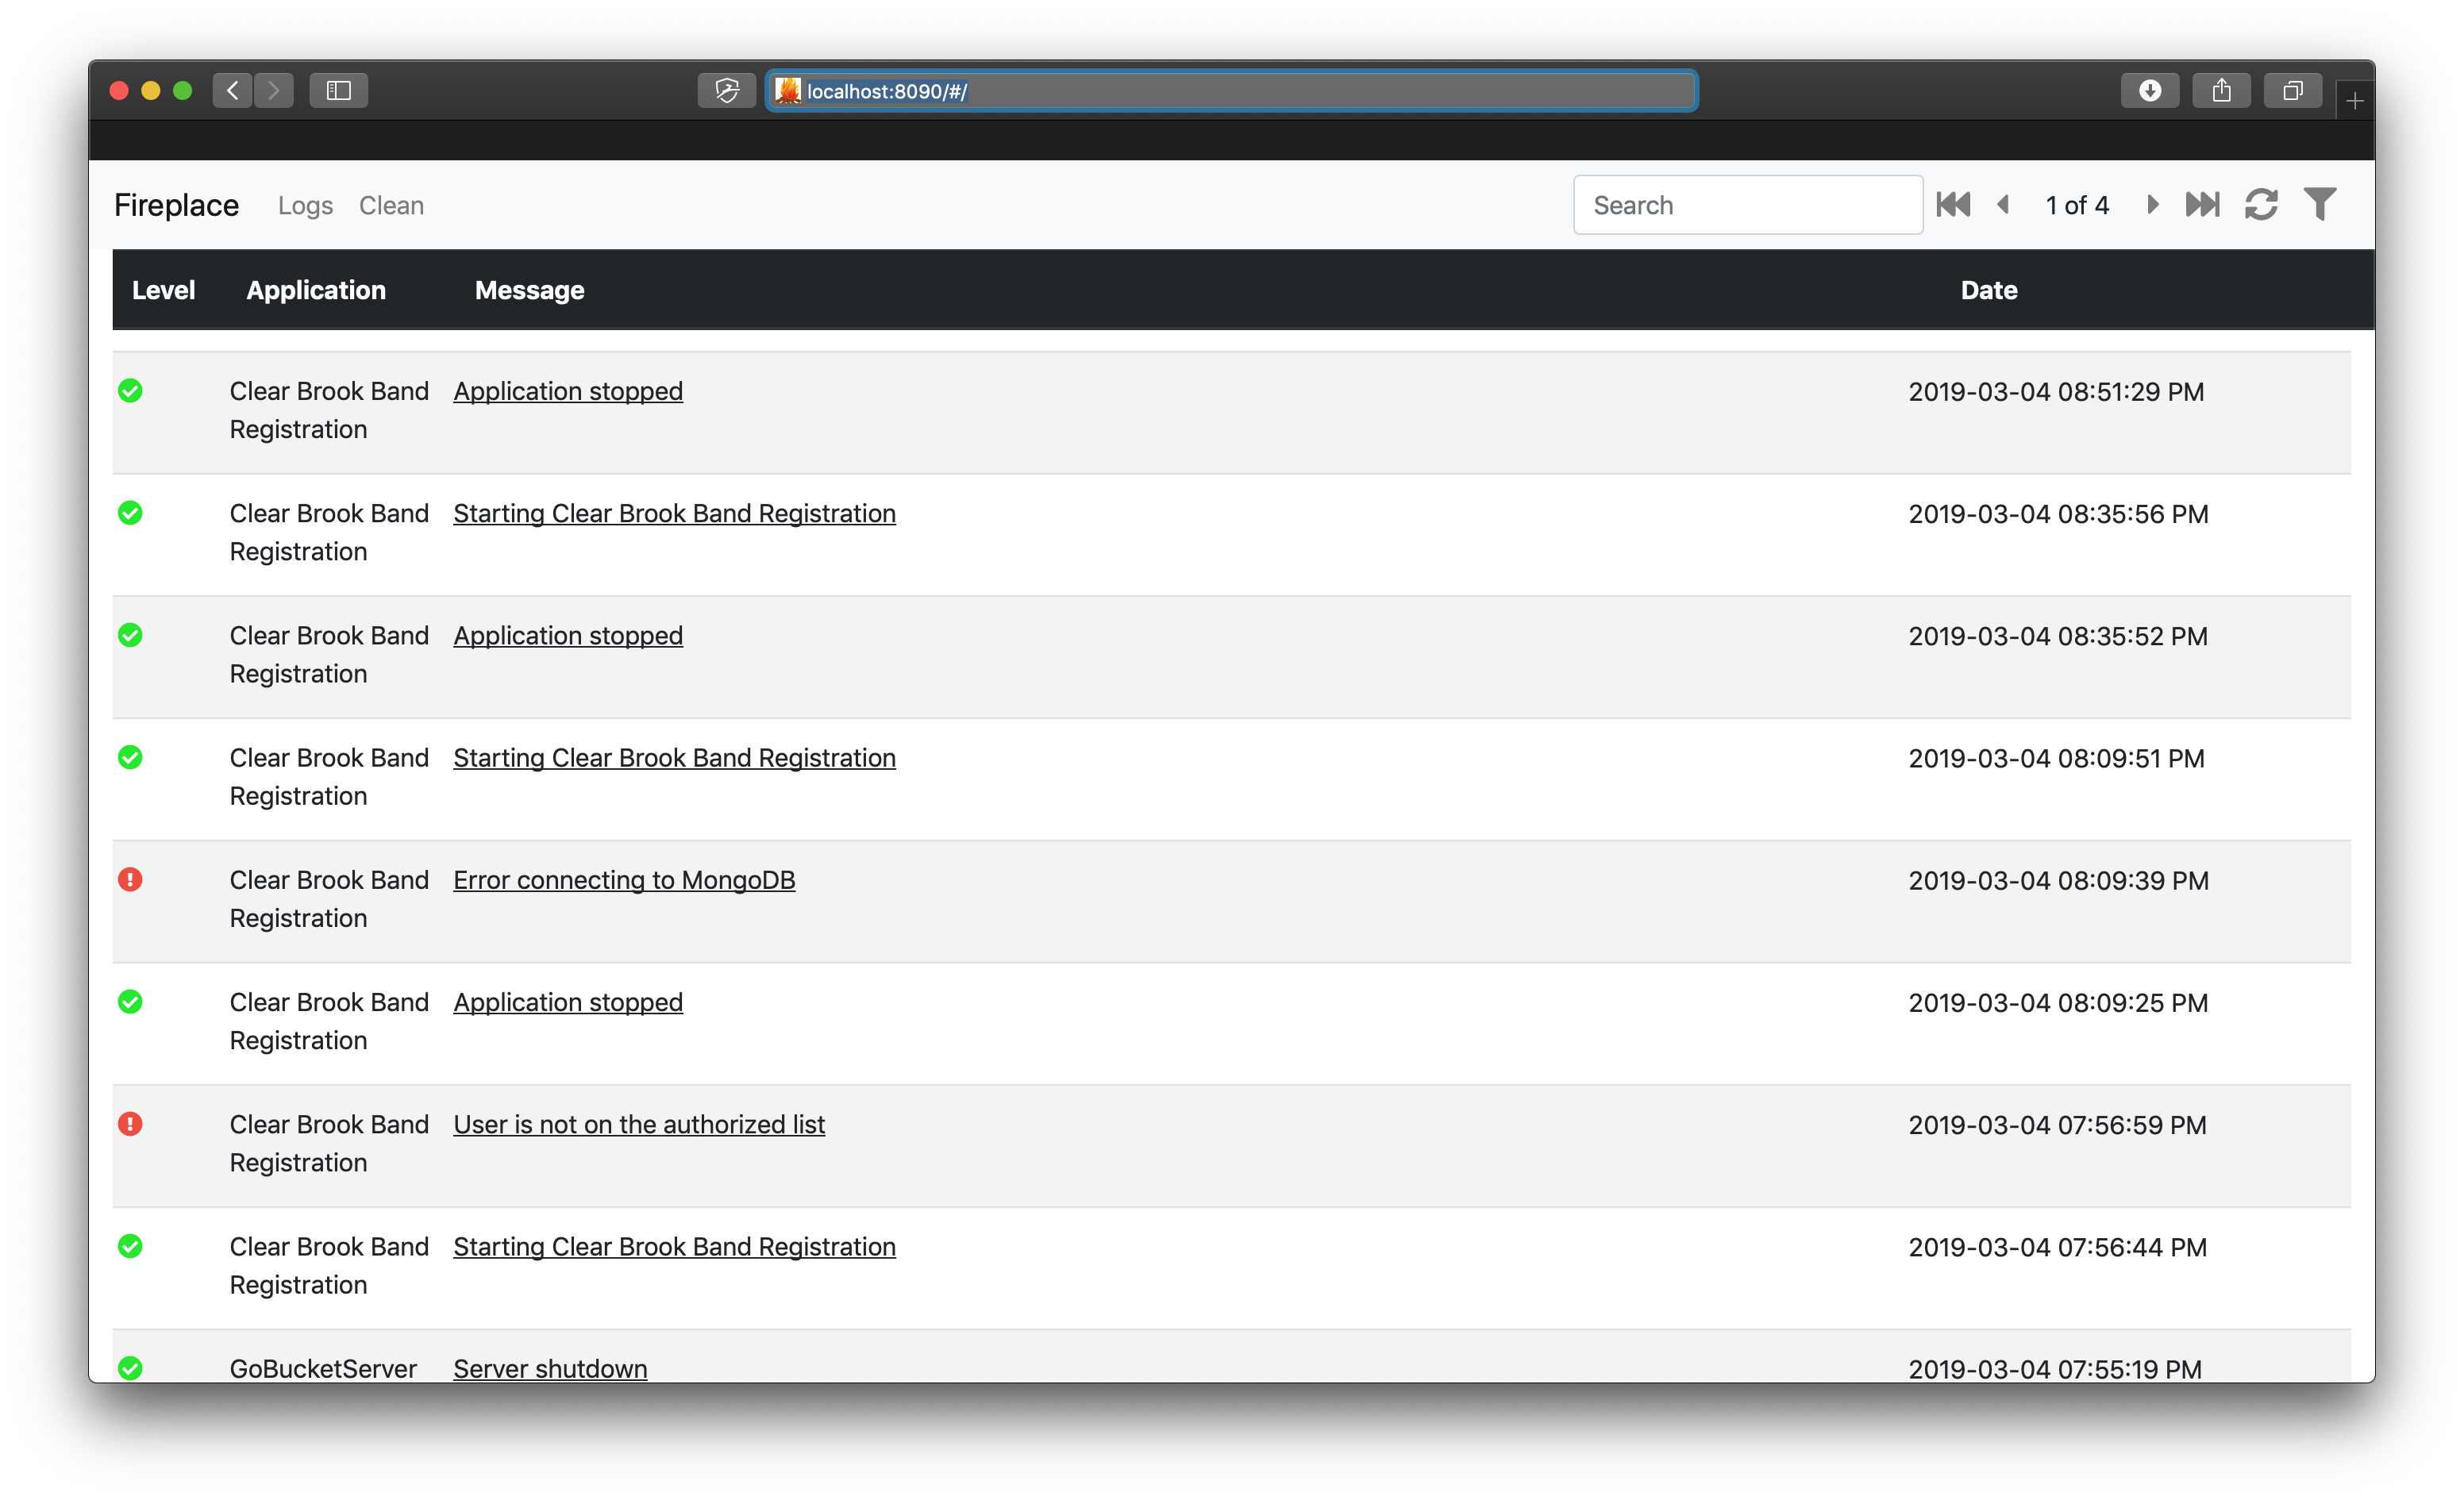 localhost:8090/#/
Fireplace Logs Clean Search 1 of 4
Level Application Message Date
Clear Brook Band Application stopped 2019-03-04 08:51:29 PM
Registration
Clear Brook Band Starting Clear Brook Band Registration 2019-03-04 08:35:56 PM
Registration
Clear Brook Band Application stopped 2019-03-04 08:35:52 PM
Registration
Clear Brook Band Starting Clear Brook Band Registration 2019-03-04 08:09:51 PM
Registration
Clear Brook Band Error connecting to MongoDB 2019-03-04 08:09:39 PM
Registration
Clear Brook Band Application stopped 2019-03-04 08:09:25 PM
Registration
Clear Brook Band User is not on the authorized list 2019-03-04 07:56:59 PM
Registration
Clear Brook Band Starting Clear Brook Band Registration 2019-03-04 07:56:44 PM
Registration
GoBucketServer Server shutdown 2019-03-04 07:55:19 PM